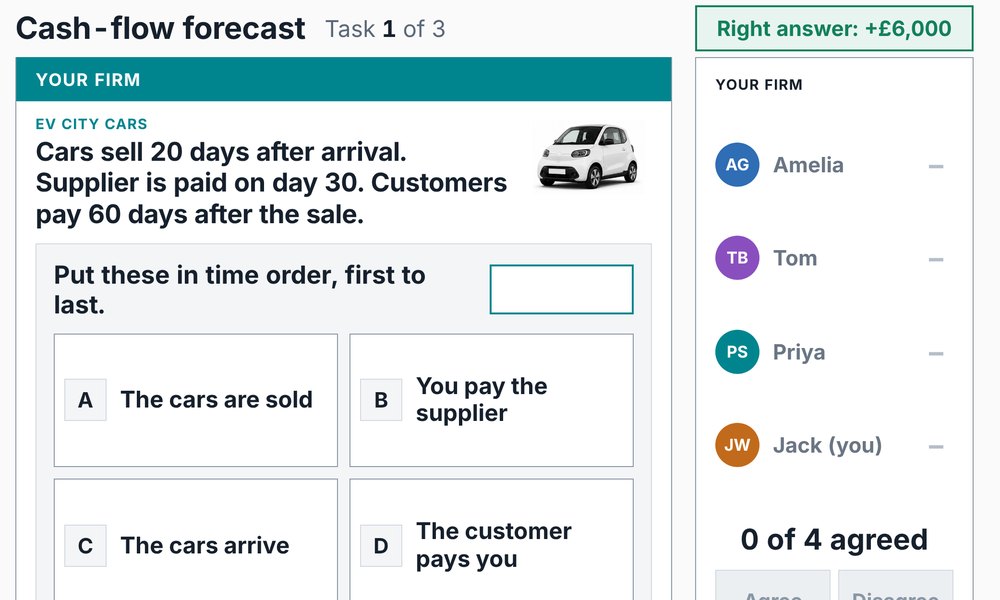 Cash-flow forecast
Task 1 of 3
Right answer: +£6,000
YOUR FIRM
EV CITY CARS
Cars sell 20 days after arrival.
Supplier is paid on day 30. Customers
pay 60 days after the sale.
Put these in time order, first to
last.
A
The cars are sold
B
You pay the
supplier
C
The cars arrive
D
The customer
pays you
YOUR FIRM
AG
Amelia
–
TB
Tom
–
PS
Priya
–
JW
Jack (you)
–
0 of 4 agreed
Agree
Disagree